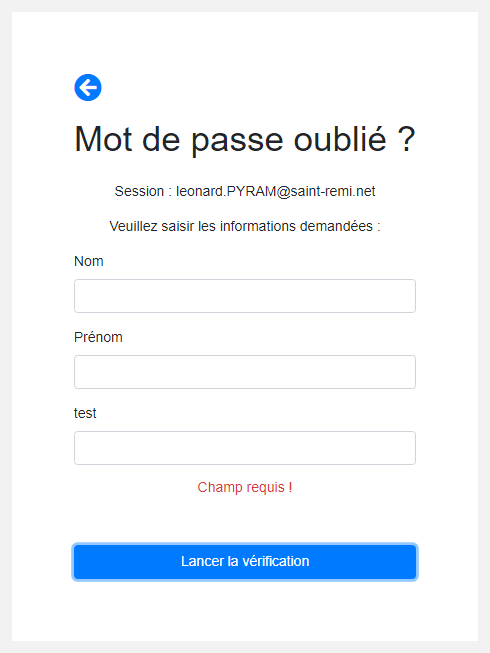 Mot de passe oublié ?
Session : leonard.PYRAM@saint-remi.net
Veuillez saisir les informations demandées :
Nom
Prénom
test
Champ requis !
Lancer la vérification